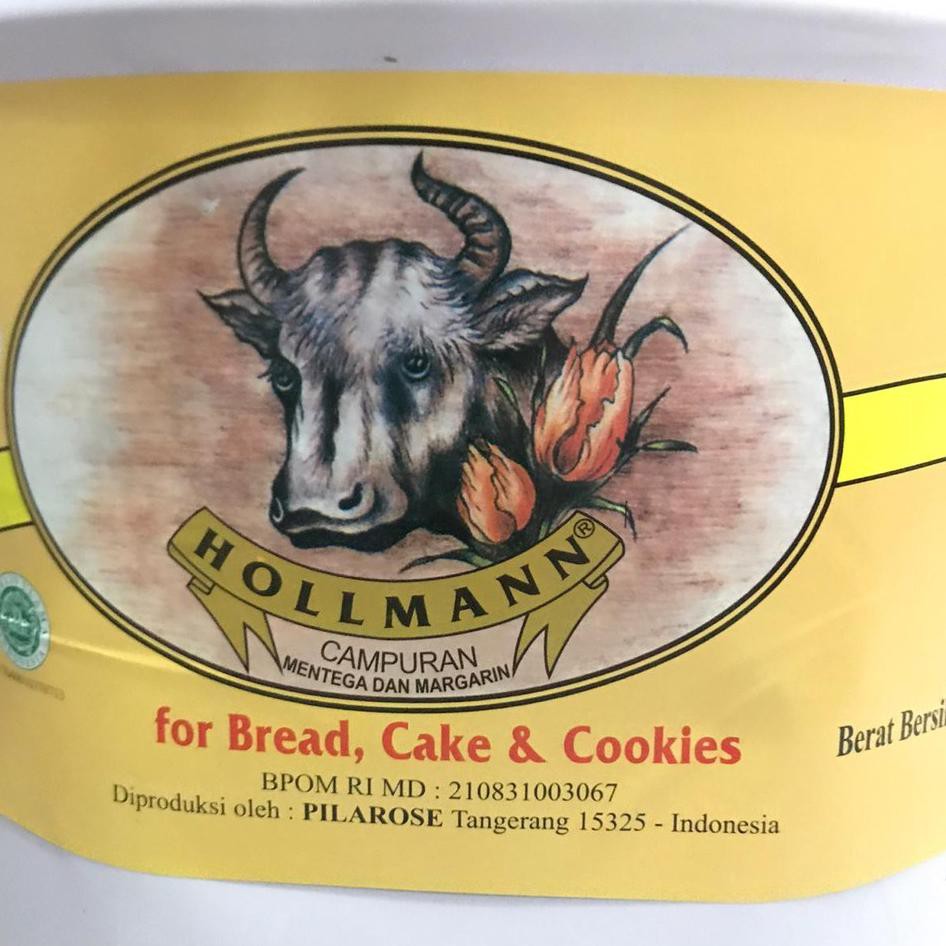 HOLLMANN®
CAMPURAN
MENTEGA DAN MARGARIN
for Bread, Cake & Cookies
BPOM RI MD : 210831003067
Diproduksi oleh : PILAROSE Tangerang 15325 - Indonesia
Berat